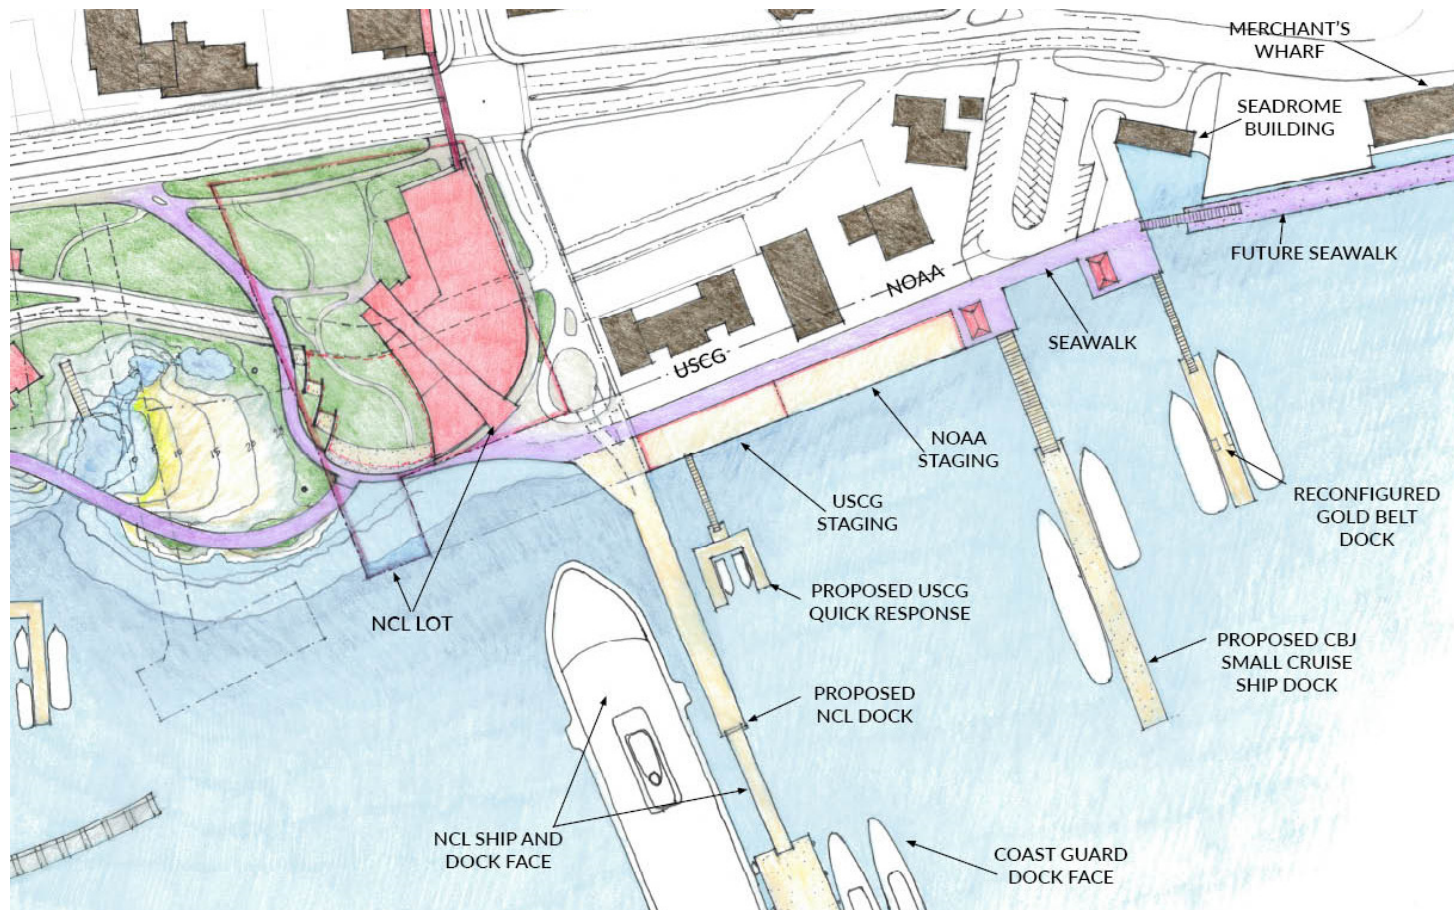 MERCHANT'S
WHARF
SEADROME
BUILDING
FUTURE SEAWALK
SEAWALK
NOAA
USCG
NOAA
STAGING
USCG
STAGING
RECONFIGURED
GOLD BELT
DOCK
PROPOSED USCG
QUICK RESPONSE
NCL LOT
PROPOSED CBJ
SMALL CRUISE
SHIP DOCK
PROPOSED
NCL DOCK
NCL SHIP AND
DOCK FACE
COAST GUARD
DOCK FACE